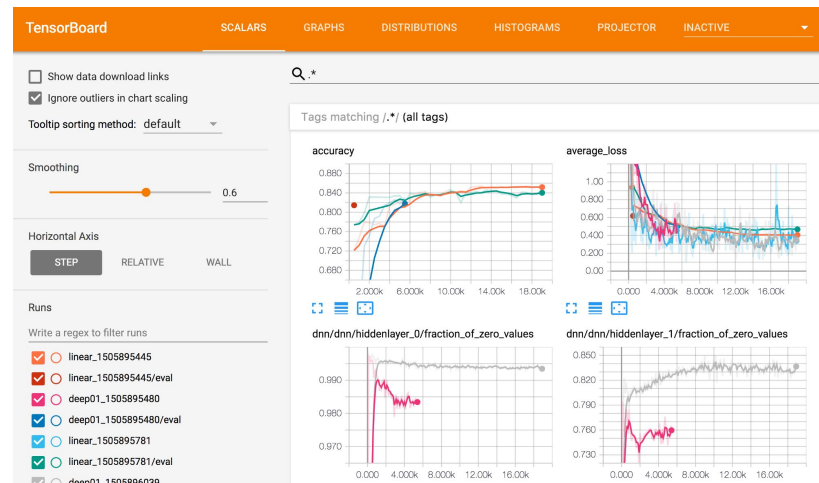 TensorBoard SCALARS GRAPHS DISTRIBUTIONS HISTOGRAMS PROJECTOR INACTIVE
Show data download links
Ignore outliers in chart scaling
Tooltip sorting method: default
Smoothing
0.6
Horizontal Axis
STEP RELATIVE WALL
Runs
Write a regex to filter runs
linear_1505895445
linear_1505895445/eval
deep01_1505895480
deep01_1505895480/eval
linear_1505895781
linear_1505895781/eval
deep01_1505896039
.*
Tags matching /.*/ (all tags)
accuracy
0.880
0.840
0.800
0.760
0.720
0.680
2.000k 6.000k 10.00k 14.00k 18.00k
average_loss
1.00
0.800
0.600
0.400
0.200
0.00
0.000 4.000k 8.000k 12.00k 16.00k
dnn/dnn/hiddenlayer_0/fraction_of_zero_values
0.990
0.980
0.970
0.000 4.000k 8.000k 12.00k 16.00k
dnn/dnn/hiddenlayer_1/fraction_of_zero_values
0.850
0.820
0.790
0.760
0.730
0.000 4.000k 8.000k 12.00k 16.00k